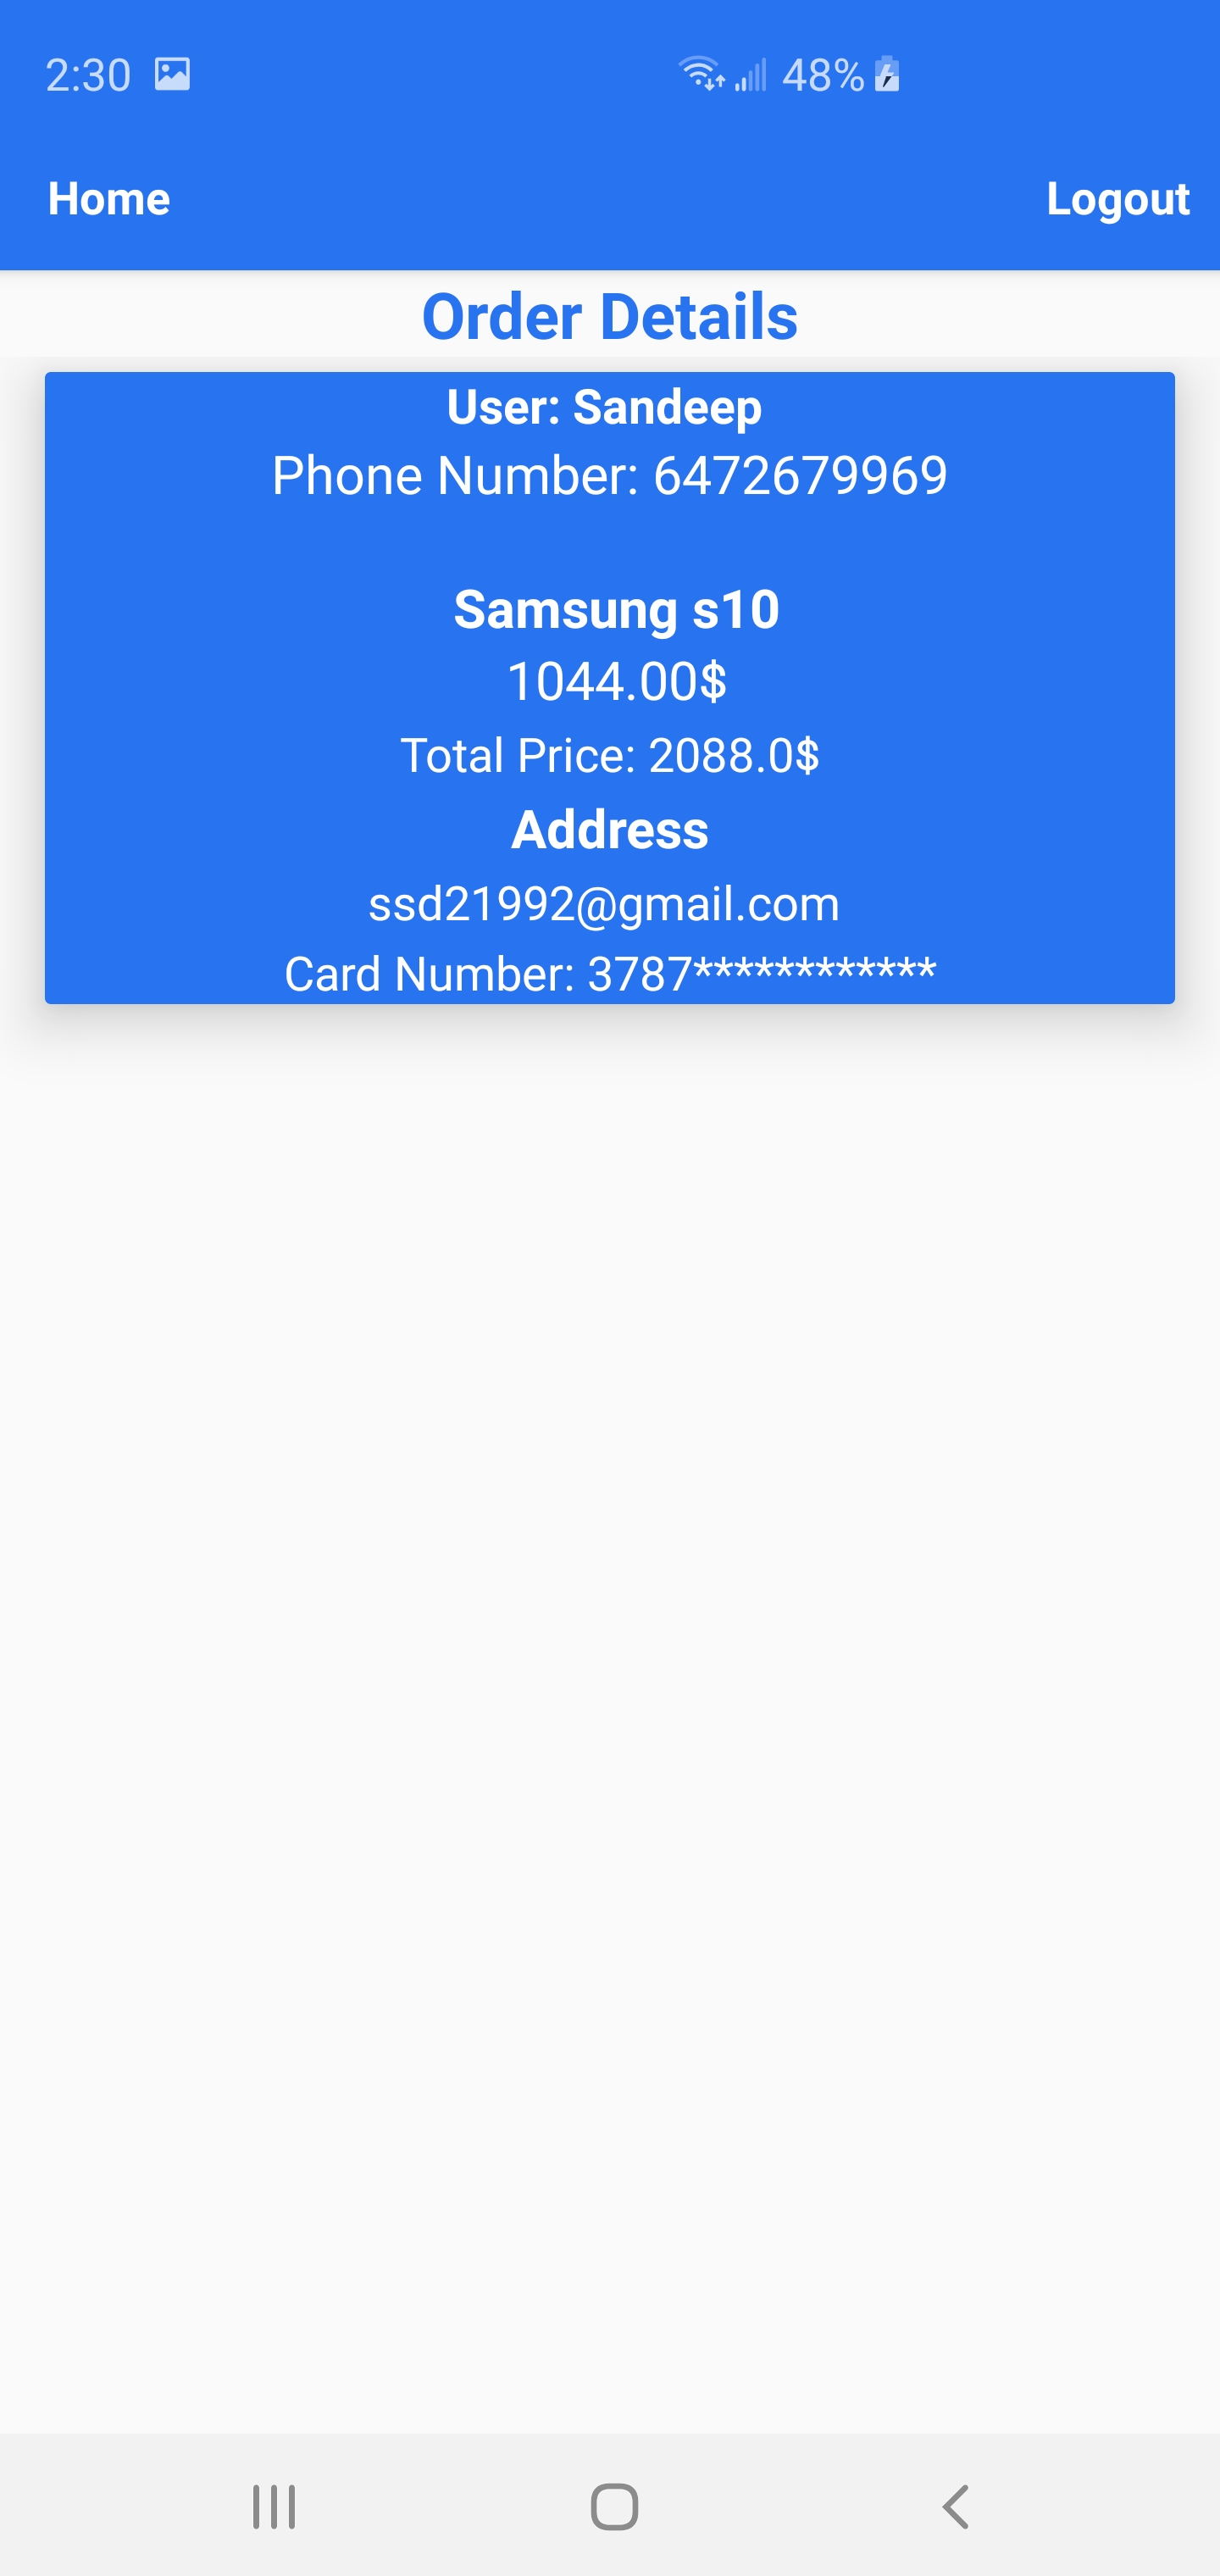 2:30 48%
Home Logout
Order Details
User: Sandeep
Phone Number: 6472679969
Samsung s10
1044.00$
Total Price: 2088.0$
Address
ssd21992@gmail.com
Card Number: 3787************